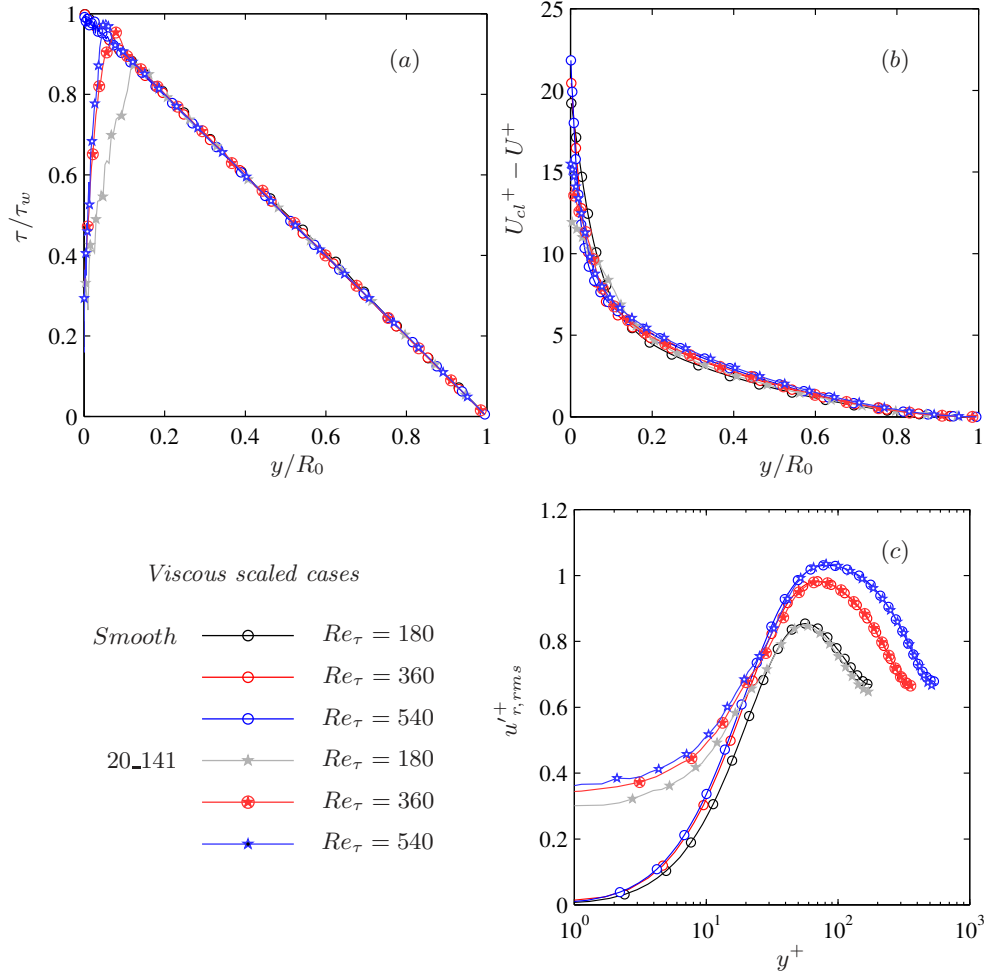 (a)
τ/τ_w
1
0.8
0.6
0.4
0.2
0
0 0.2 0.4 0.6 0.8 1
y/R_0
(b)
U_{cl}^+ − U^+
25
20
15
10
5
0
0 0.2 0.4 0.6 0.8 1
y/R_0
Viscous scaled cases
Smooth Re_τ = 180
Re_τ = 360
Re_τ = 540
20_141 Re_τ = 180
Re_τ = 360
Re_τ = 540
(c)
u'^+_{r,rms}
1.2
1
0.8
0.6
0.4
0.2
0
10^0 10^1 10^2 10^3
y^+